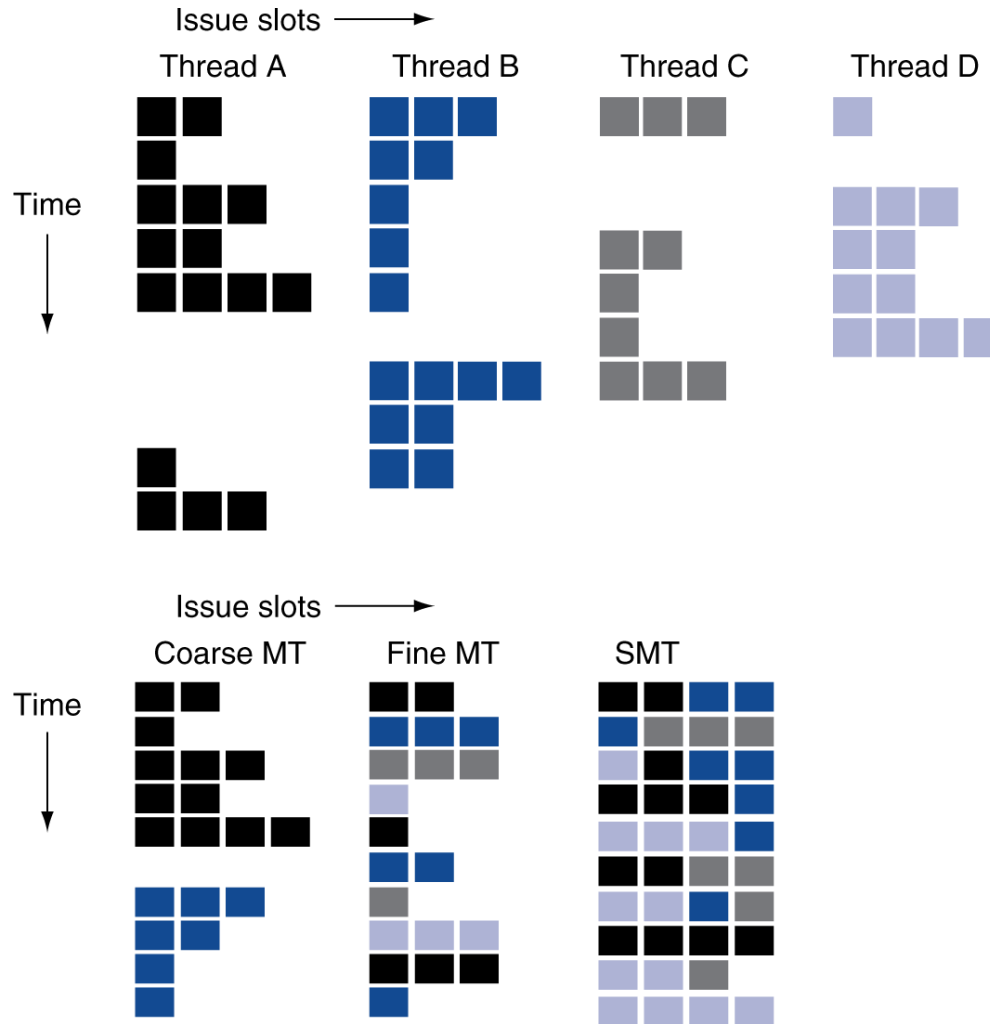 Issue slots
Thread A Thread B Thread C Thread D
Time
Issue slots
Coarse MT Fine MT SMT
Time